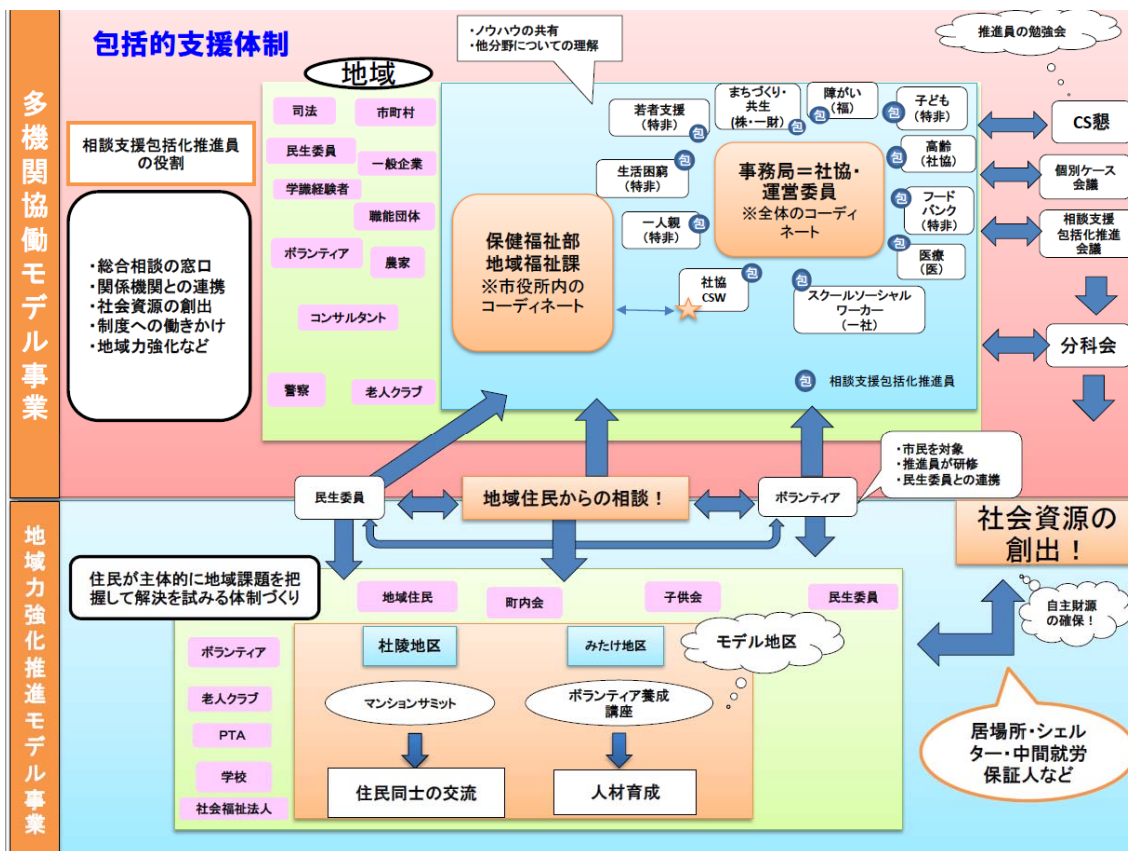 多機関協働モデル事業
包括的支援体制
・ノウハウの共有
・他分野についての理解
推進員の勉強会
地域
相談支援包括化推進員
の役割
・総合相談の窓口
・関係機関との連携
・社会資源の創出
・制度への働きかけ
・地域力強化など
司法
市町村
民生委員
一般企業
学識経験者
職能団体
ボランティア
農家
コンサルタント
警察
老人クラブ
保健福祉部
地域福祉課
※市役所内の
コーディネート
若者支援
(特非)
包
まちづくり・
共生
(株・一財)
包
障がい
(福)
包
子ども
(特非)
包
生活困窮
(特非)
包
事務局＝社協・
運営委員
※全体のコーディ
ネート
高齢
(社協)
包
一人親
(特非)
包
フード
バンク
(特非)
包
医療
(医)
包
社協
CSW
包
スクールソーシャル
ワーカー
(一社)
包
包 相談支援包括化推進員
CS懇
個別ケース
会議
相談支援
包括化推進
会議
分科会
民生委員
地域住民からの相談！
ボランティア
・市民を対象
・推進員が研修
・民生委員との連携
地域力強化推進モデル事業
社会資源の
創出！
住民が主体的に地域課題を把
握して解決を試みる体制づくり
地域住民
町内会
子供会
民生委員
自主財源
の確保！
ボランティア
老人クラブ
PTA
学校
社会福祉法人
杜陵地区
みたけ地区
モデル地区
マンションサミット
ボランティア養成
講座
住民同士の交流
人材育成
居場所・シェル
ター・中間就労
保証人など